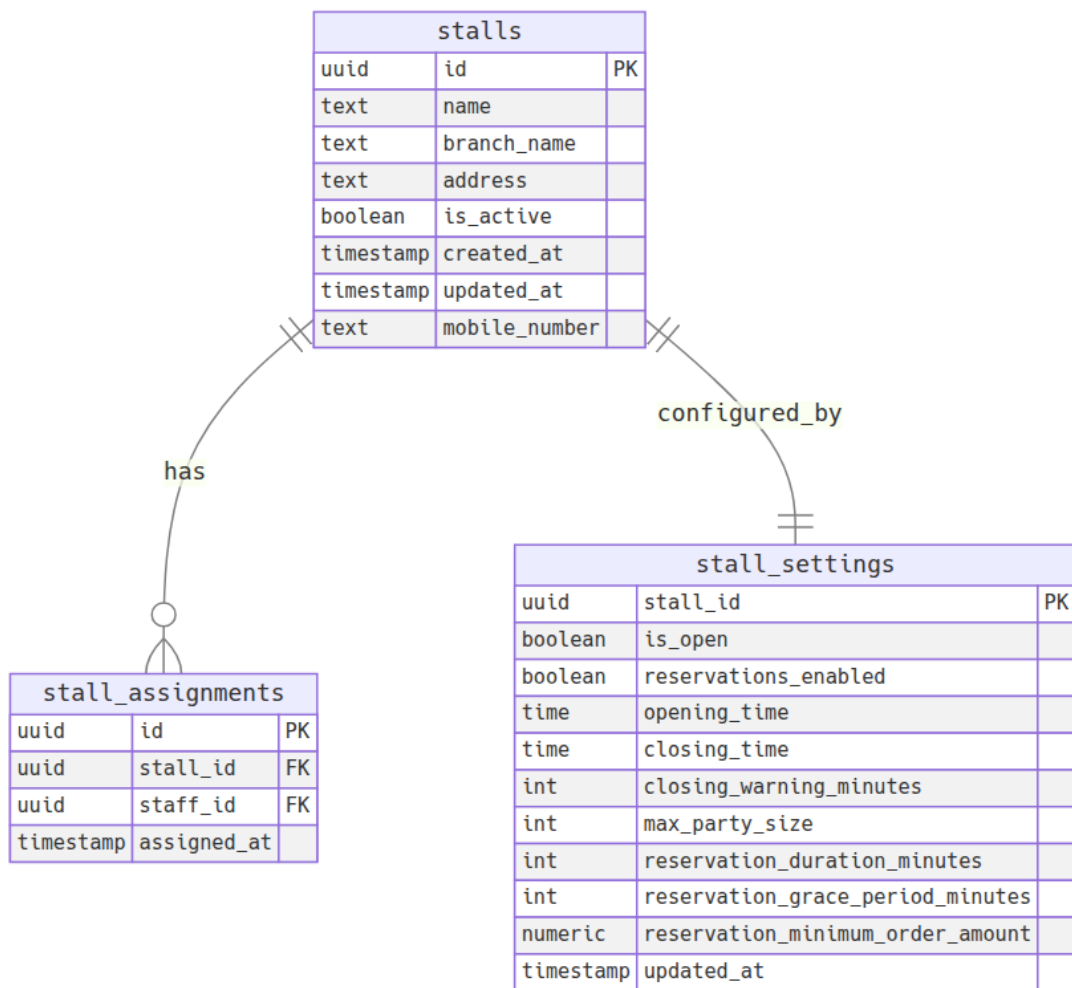 stalls
uuid id PK
text name
text branch_name
text address
boolean is_active
timestamp created_at
timestamp updated_at
text mobile_number
configured_by
has
stall_settings
uuid stall_id PK
boolean is_open
boolean reservations_enabled
time opening_time
time closing_time
int closing_warning_minutes
int max_party_size
int reservation_duration_minutes
int reservation_grace_period_minutes
numeric reservation_minimum_order_amount
timestamp updated_at
stall_assignments
uuid id PK
uuid stall_id FK
uuid staff_id FK
timestamp assigned_at